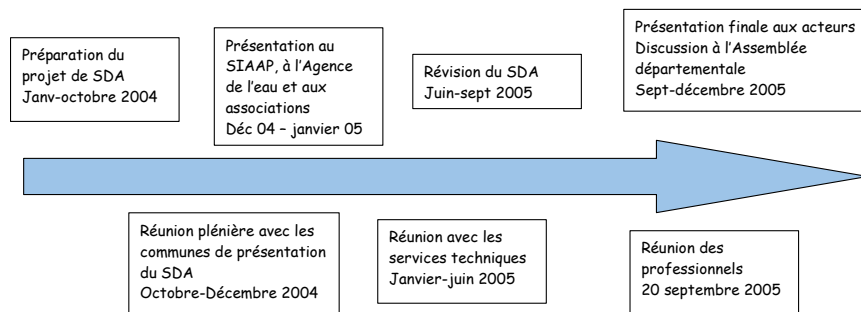 Préparation du
projet de SDA
Janv-octobre 2004
Présentation au
SIAAP, à l'Agence
de l'eau et aux
associations
Déc 04 – janvier 05
Révision du SDA
Juin-sept 2005
Présentation finale aux acteurs
Discussion à l'Assemblée
départementale
Sept-décembre 2005
Réunion plénière avec les
communes de présentation
du SDA
Octobre-Décembre 2004
Réunion avec les
services techniques
Janvier-juin 2005
Réunion des
professionnels
20 septembre 2005